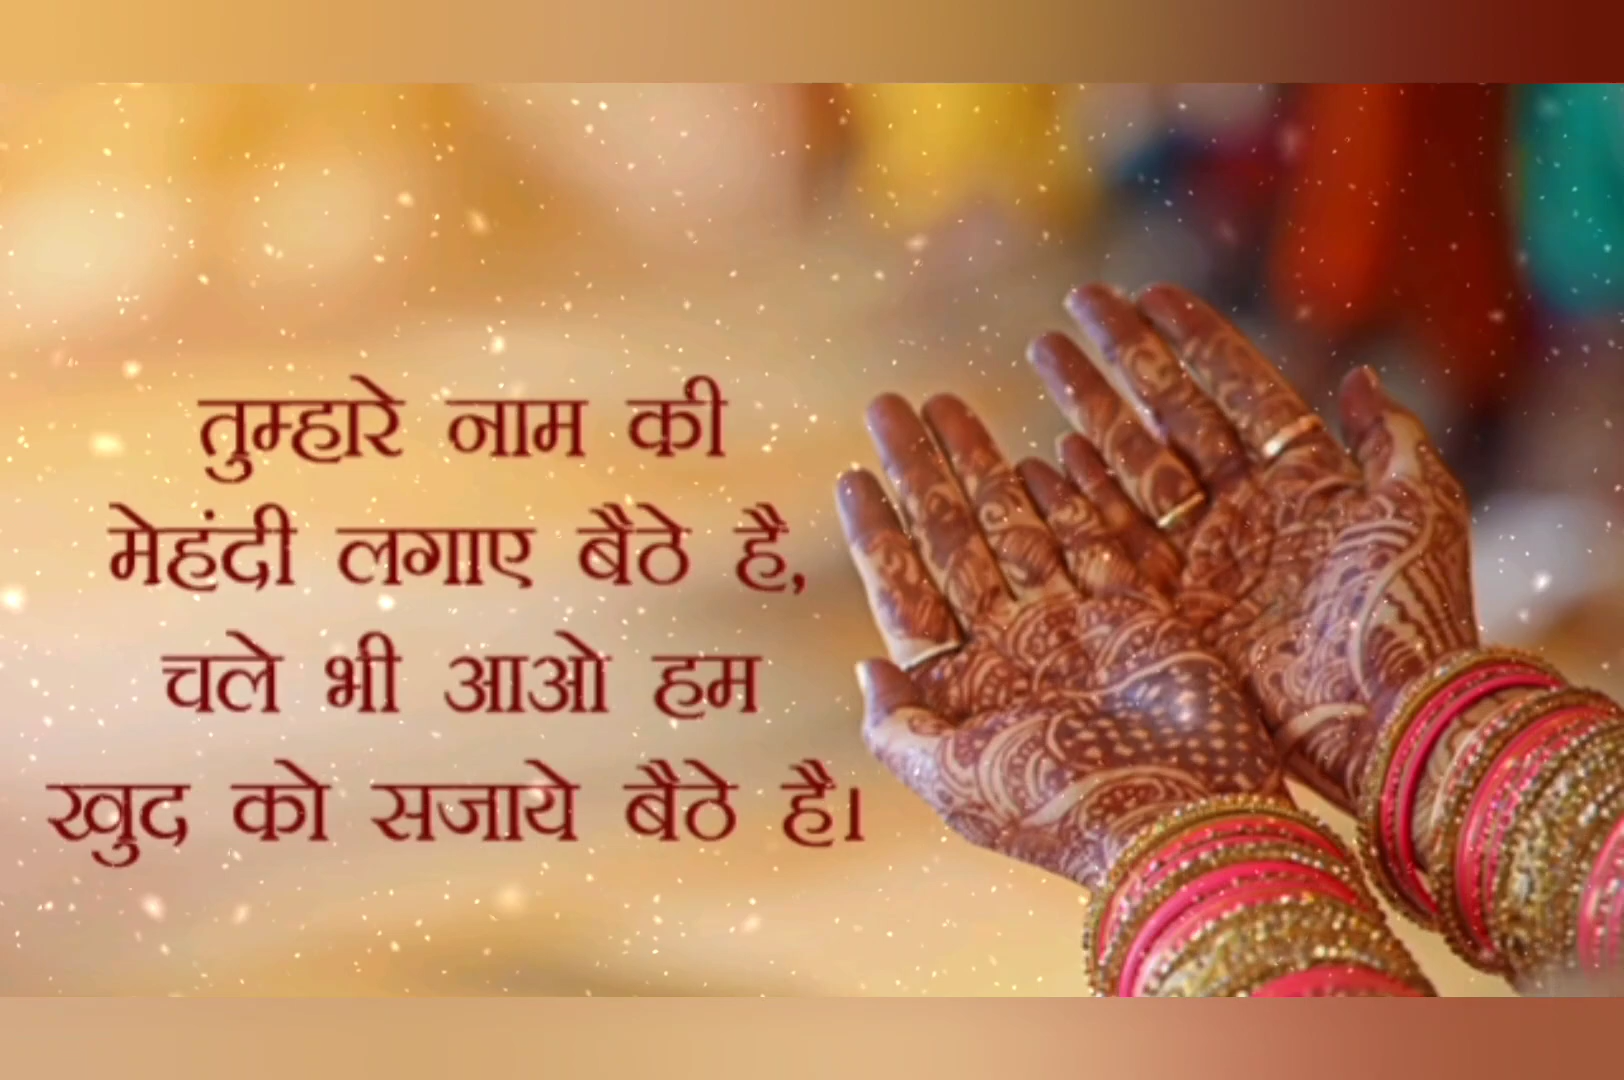 तुम्हारे नाम की
मेहंदी लगाए बैठे है,
चले भी आओ हम
खुद को सजाये बैठे है।